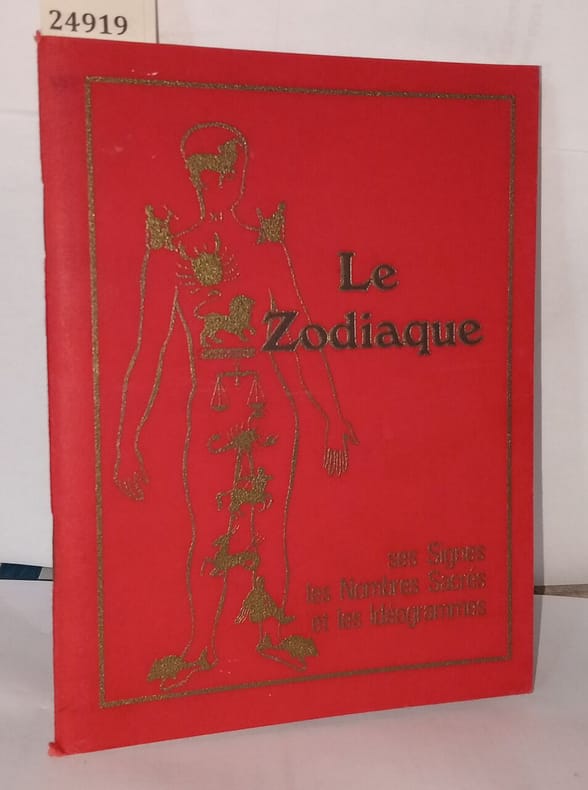 24919
Le
Zodiaque
ses Signes
les Nombres Sacrés
et les Idéogrammes